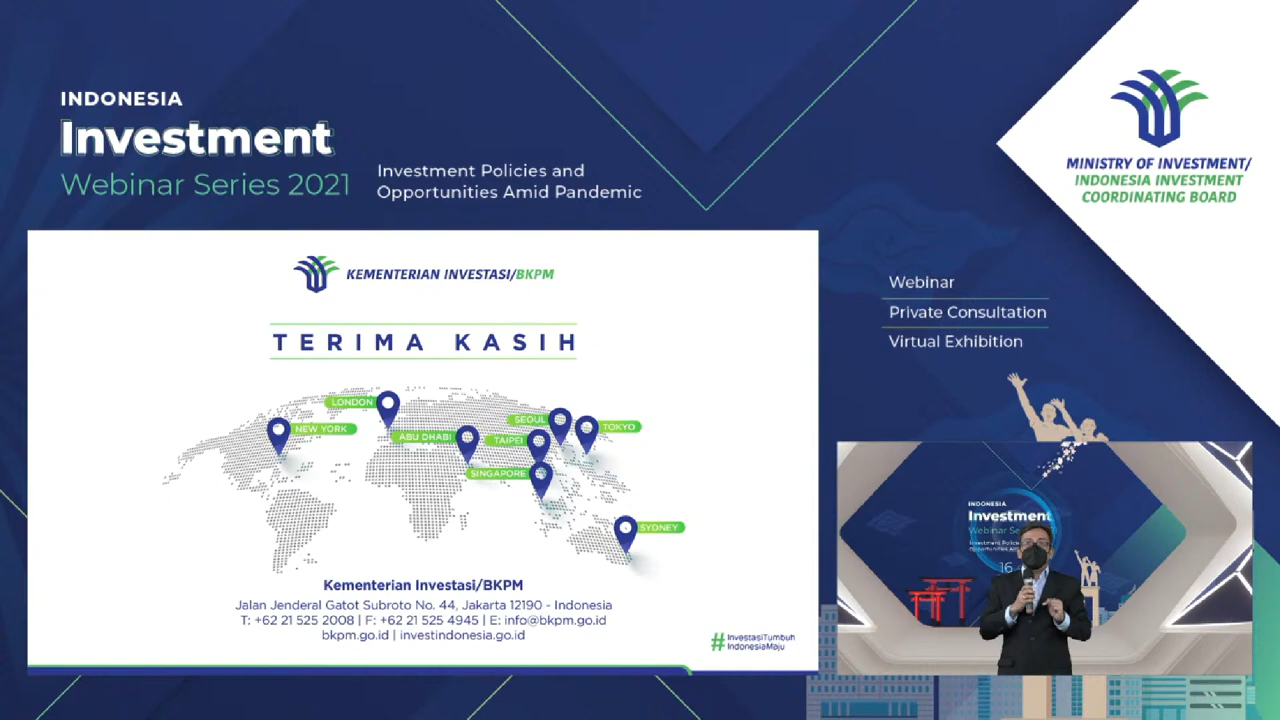 INDONESIA
Investment
Webinar Series 2021
Investment Policies and
Opportunities Amid Pandemic
MINISTRY OF INVESTMENT/
INDONESIA INVESTMENT
COORDINATING BOARD
KEMENTERIAN INVESTASI/BKPM
TERIMA KASIH
LONDON
NEW YORK
ABU DHABI
SEOUL
TOKYO
TAIPEI
SINGAPORE
SYDNEY
Kementerian Investasi/BKPM
Jalan Jenderal Gatot Subroto No. 44, Jakarta 12190 - Indonesia
T: +62 21 525 2008 | F: +62 21 525 4945 | E: info@bkpm.go.id
bkpm.go.id | investindonesia.go.id
#InvestasiTumbuh
IndonesiaMaju
Webinar
Private Consultation
Virtual Exhibition
INDONESIA
Investment
Webinar
16